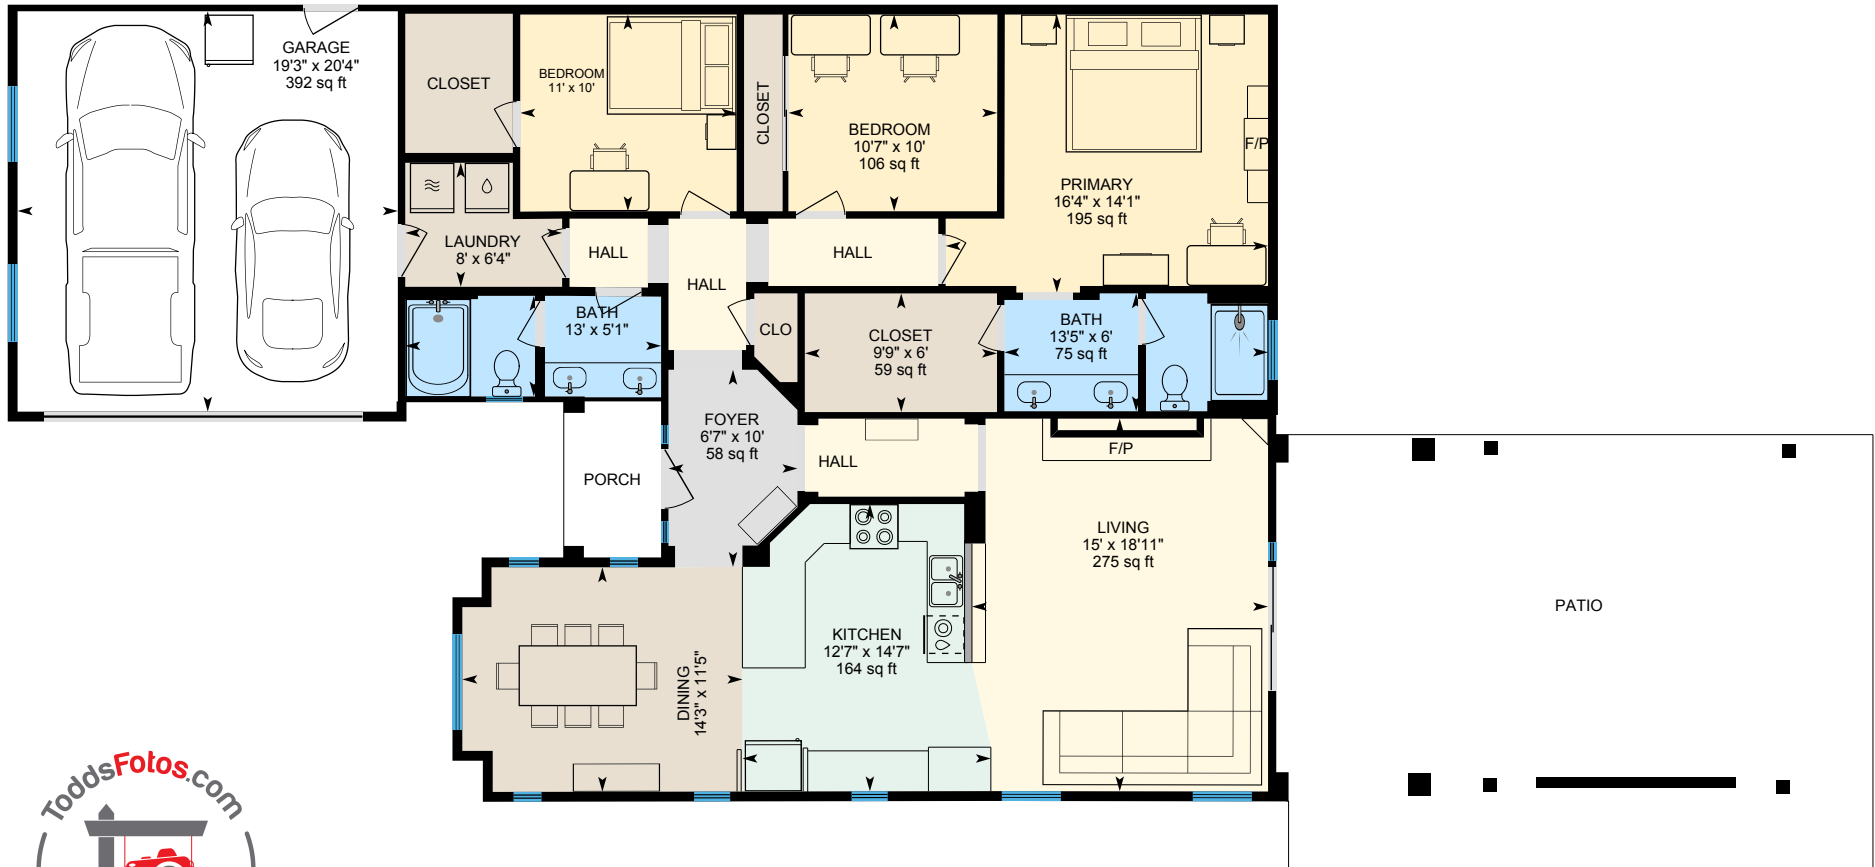 GARAGE
19'3" x 20'4"
392 sq ft
CLOSET
BEDROOM
11' x 10'
CLOSET
BEDROOM
10'7" x 10'
106 sq ft
F/P
PRIMARY
16'4" x 14'1"
195 sq ft
LAUNDRY
8' x 6'4"
HALL
HALL
HALL
BATH
13' x 5'1"
CLO
CLOSET
9'9" x 6'
59 sq ft
BATH
13'5" x 6'
75 sq ft
FOYER
6'7" x 10'
58 sq ft
PORCH
HALL
F/P
LIVING
15' x 18'11"
275 sq ft
KITCHEN
12'7" x 14'7"
164 sq ft
DINING
14'3" x 11'5"
PATIO
ToddsFotos.com